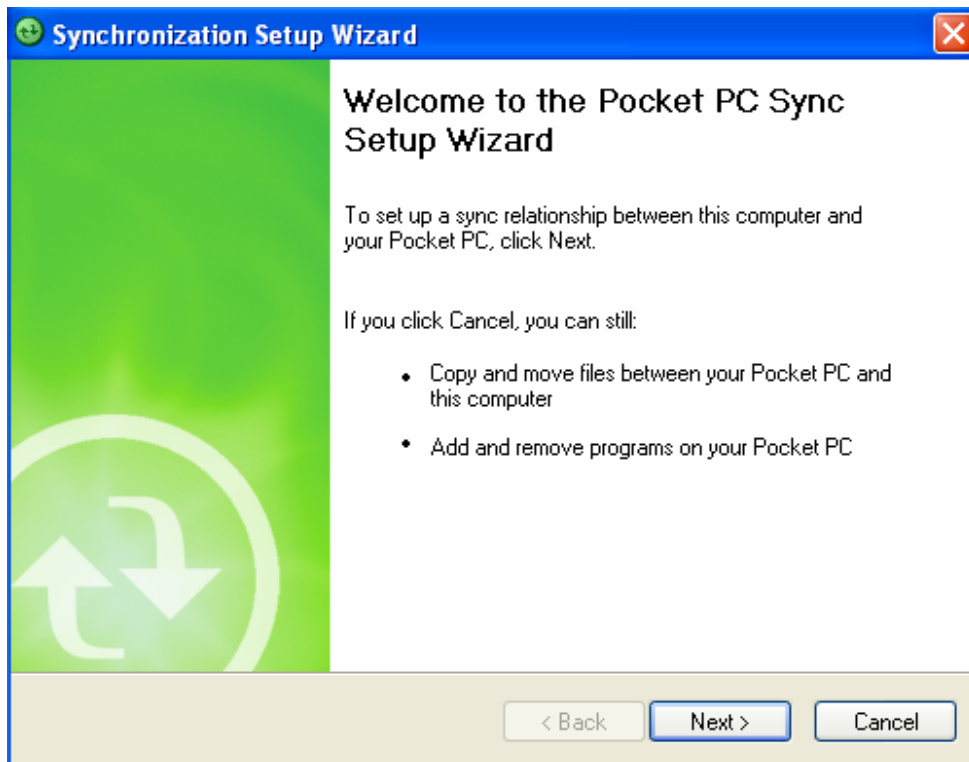 Synchronization Setup Wizard
Welcome to the Pocket PC Sync
Setup Wizard
To set up a sync relationship between this computer and
your Pocket PC, click Next.
If you click Cancel, you can still:
• Copy and move files between your Pocket PC and
this computer
• Add and remove programs on your Pocket PC
< Back Next > Cancel